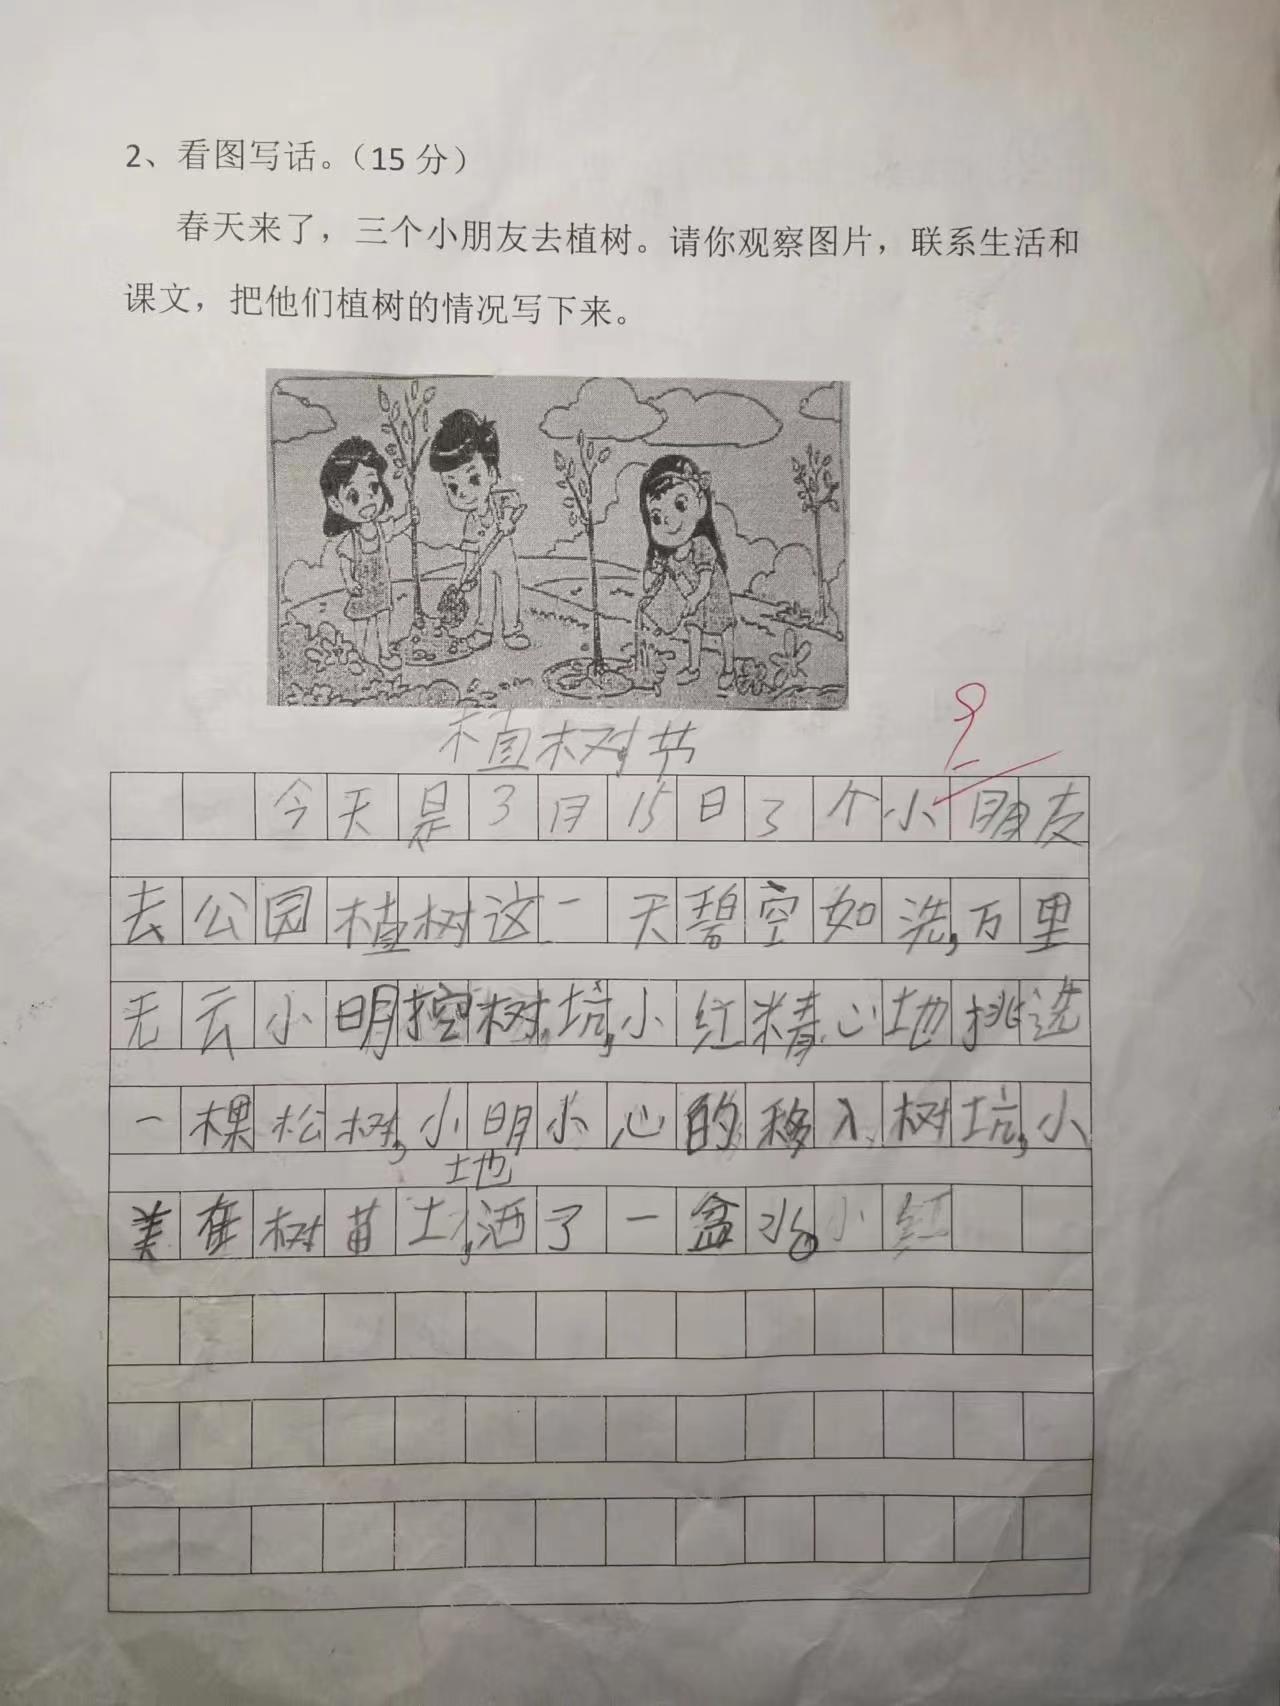 2、看图写话。（15 分）
春天来了，三个小朋友去植树。请你观察图片，联系生活和
课文，把他们植树的情况写下来。
植树节
9
今天是3月15日3个小朋友
去公园植树这一天碧空如洗,万里
无云小明挖树坑,小红精心地挑选
一棵松树,小明小心的移入树坑,小
地
美在树苗土,洒了一盆水。小红